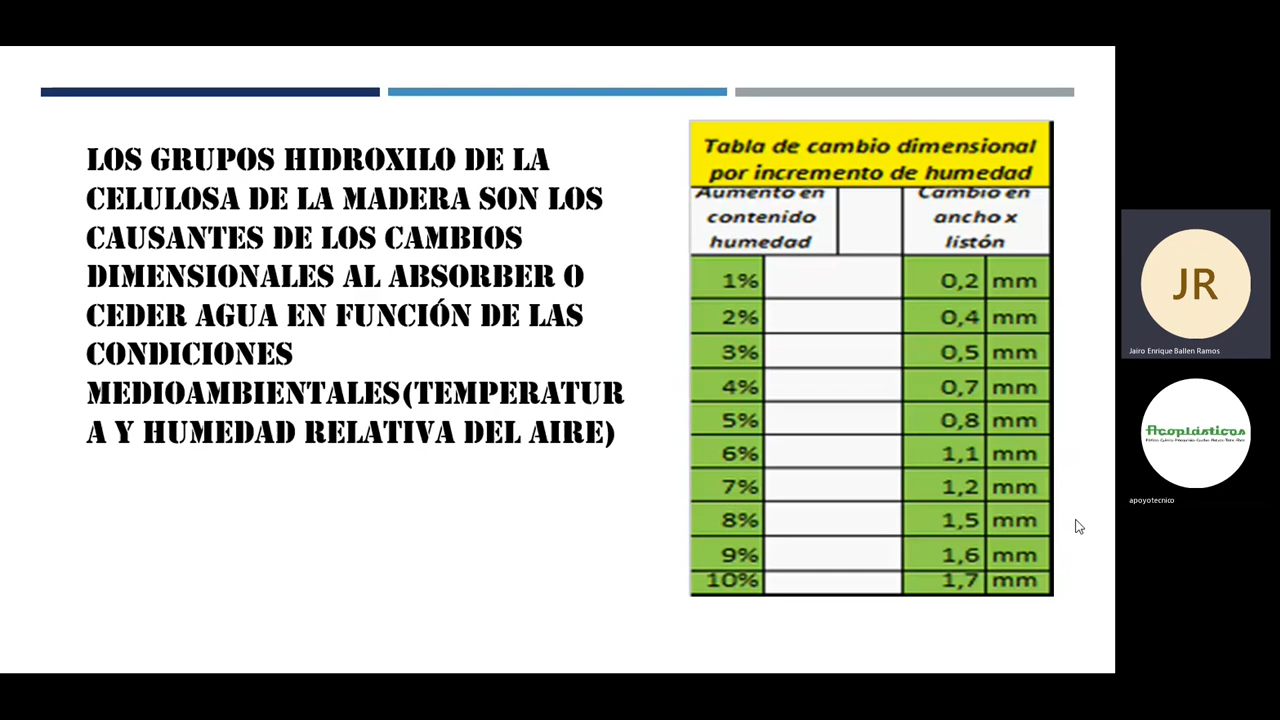 LOS GRUPOS HIDROXILO DE LA
CELULOSA DE LA MADERA SON LOS
CAUSANTES DE LOS CAMBIOS
DIMENSIONALES AL ABSORBER O
CEDER AGUA EN FUNCIÓN DE LAS
CONDICIONES
MEDIOAMBIENTALES(TEMPERATUR
A Y HUMEDAD RELATIVA DEL AIRE)
Tabla de cambio dimensional
por incremento de humedad
Aumento en contenido humedad
Cambio en ancho x listón
1% 0,2 mm
2% 0,4 mm
3% 0,5 mm
4% 0,7 mm
5% 0,8 mm
6% 1,1 mm
7% 1,2 mm
8% 1,5 mm
9% 1,6 mm
10% 1,7 mm
JR
Jairo Enrique Ballen Ramos
Acoplásticos
apoyotecnico